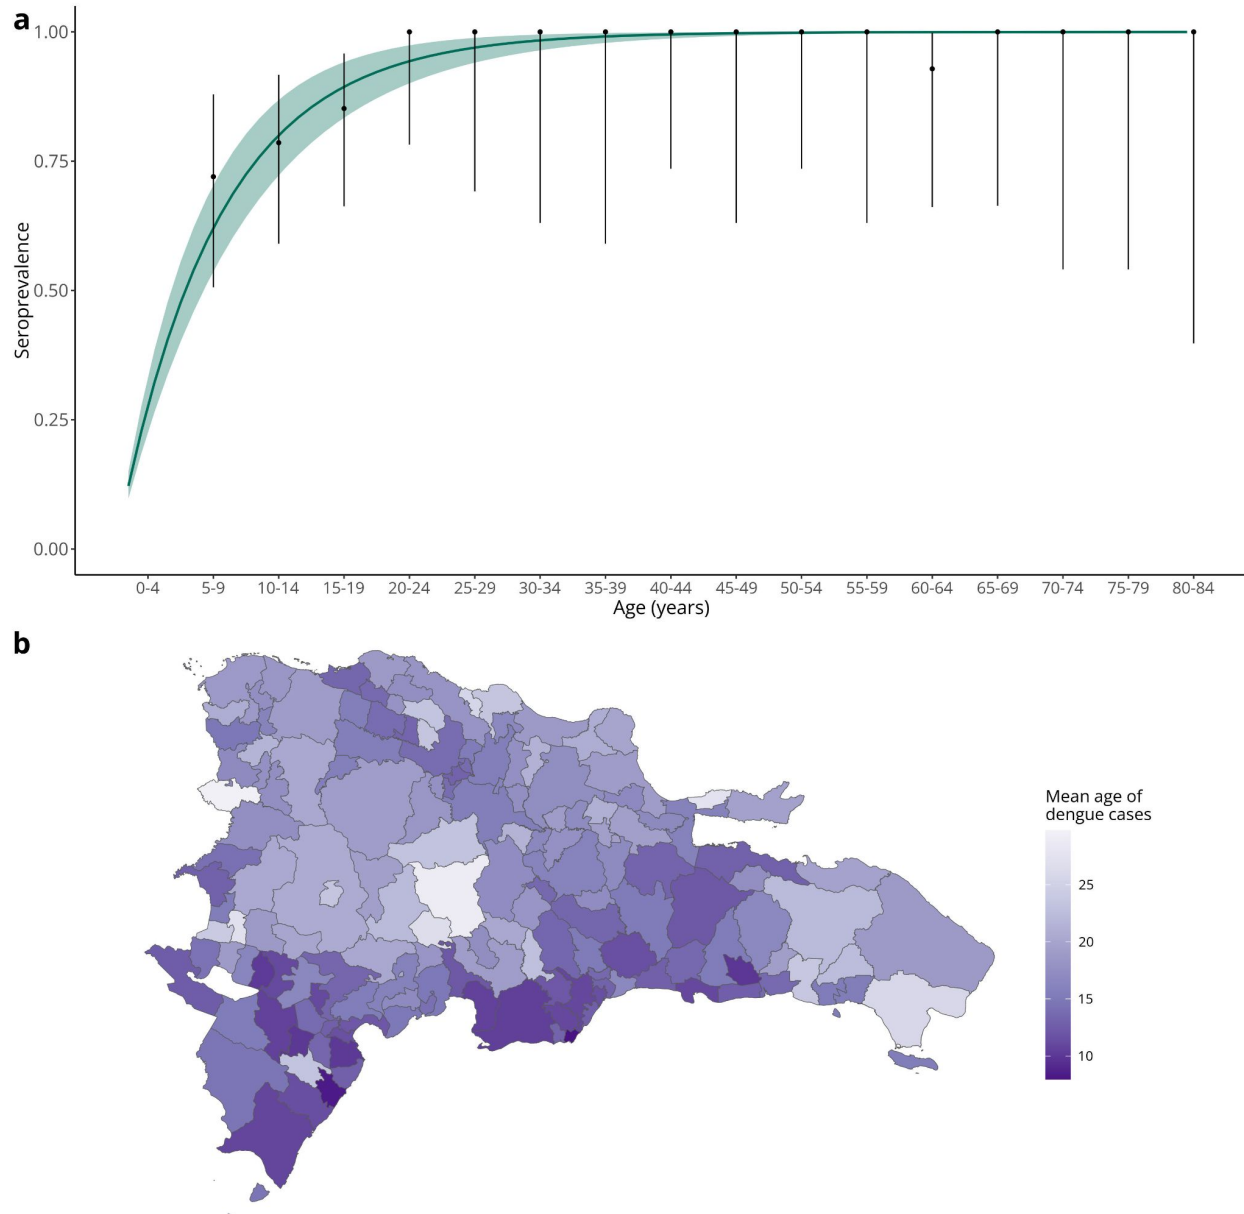 a
1.00
0.75
0.50
0.25
0.00
Seroprevalence
0-4 5-9 10-14 15-19 20-24 25-29 30-34 35-39 40-44 45-49 50-54 55-59 60-64 65-69 70-74 75-79 80-84
Age (years)
b
Mean age of
dengue cases
25
20
15
10